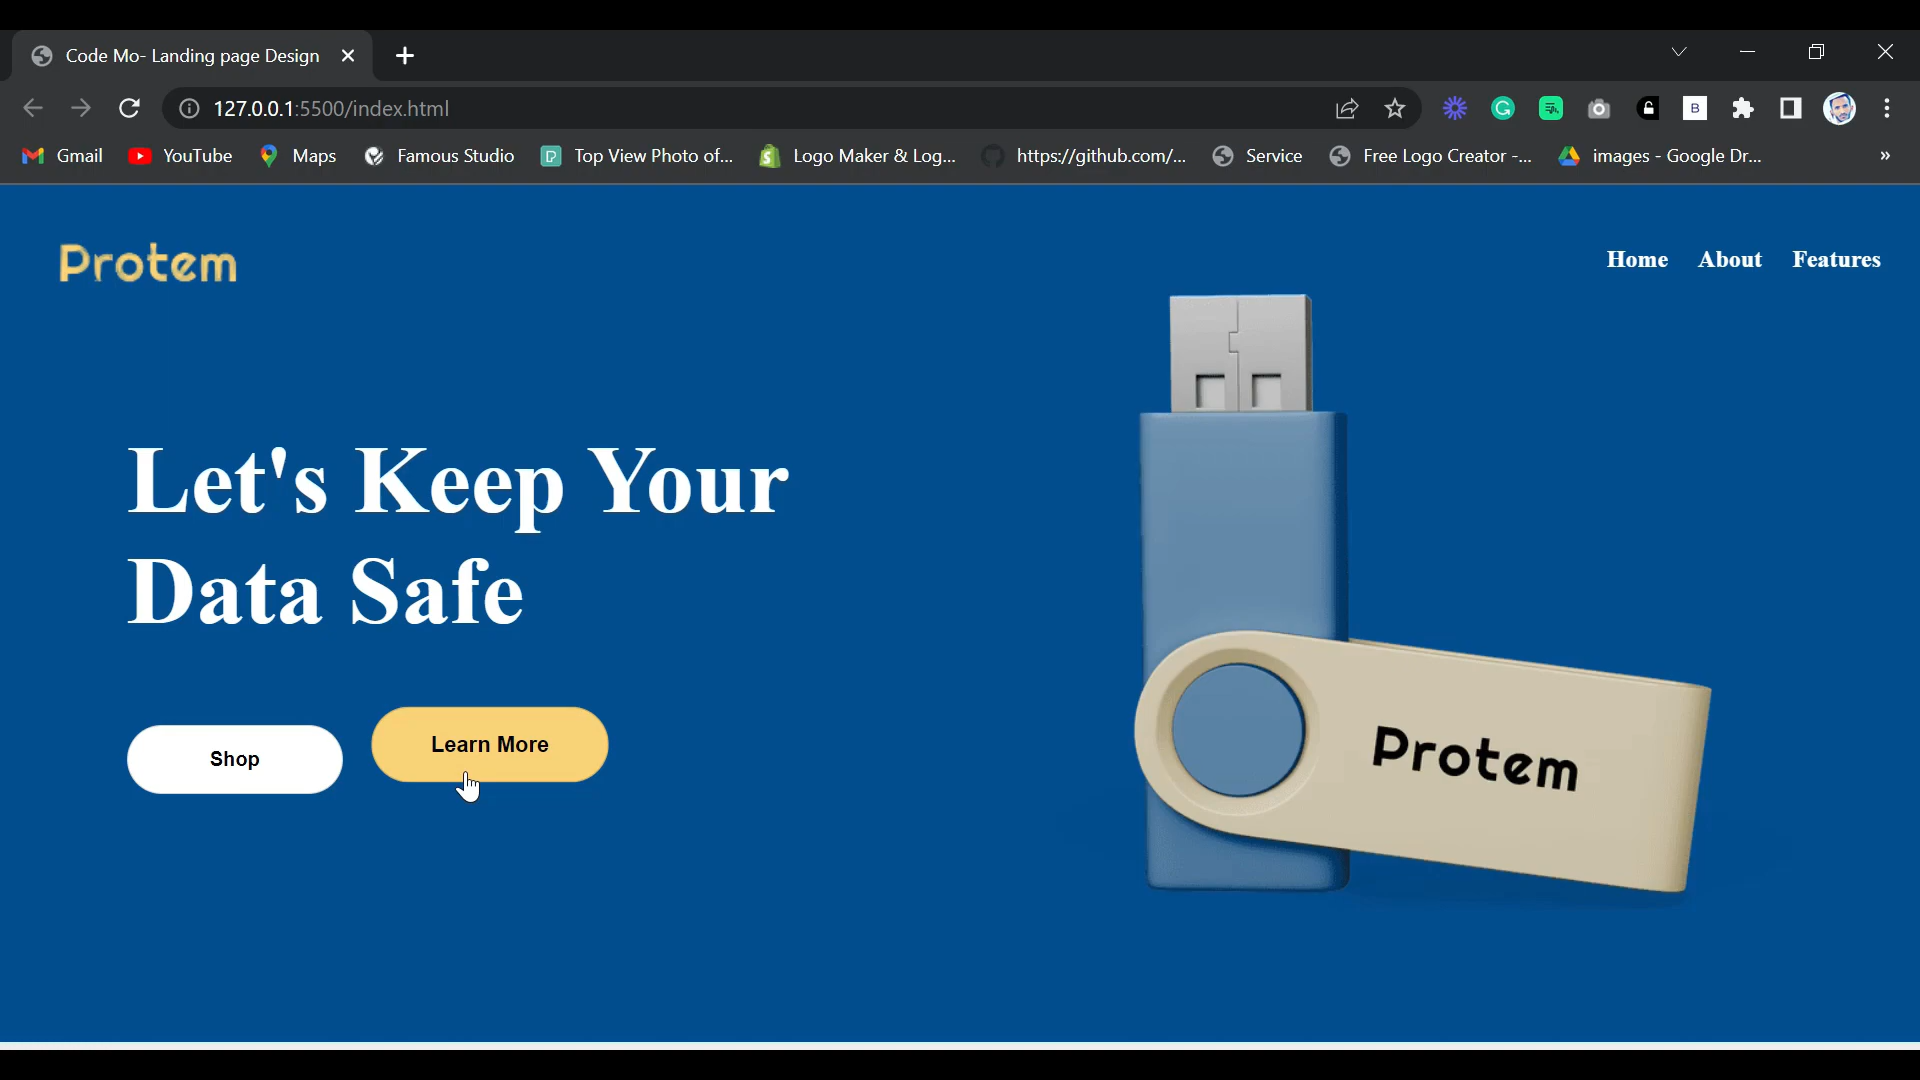 Code Mo- Landing page Design
127.0.0.1:5500/index.html
Gmail YouTube Maps Famous Studio Top View Photo of... Logo Maker & Log... https://github.com/... Service Free Logo Creator -... images - Google Dr... »
Protem
Home About Features
Let's Keep Your
Data Safe
Shop
Learn More
Protem